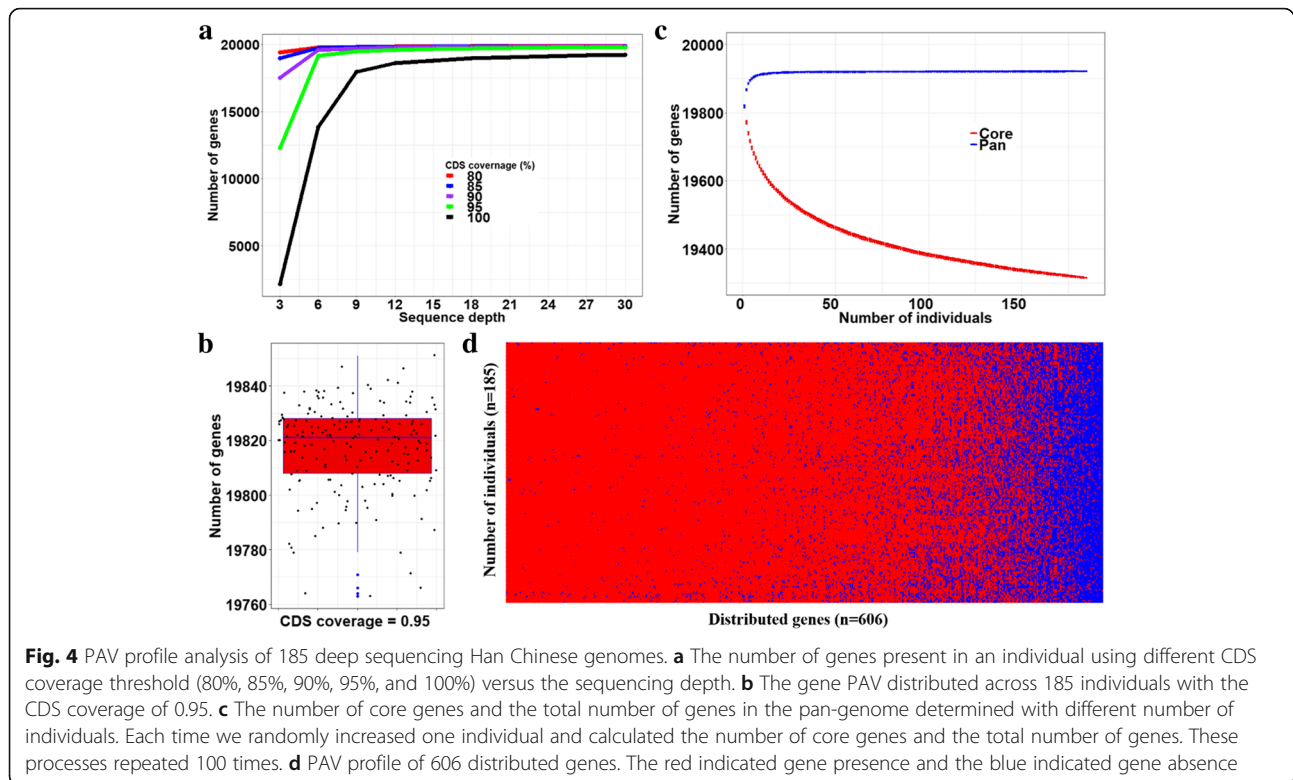 a
20000
15000
10000
5000
Number of genes
CDS covernage (%)
80
85
90
95
100
3 6 9 12 15 18 21 24 27 30
Sequence depth
c
20000
19800
19600
19400
Number of genes
Core
Pan
0 50 100 150
Number of individuals
b
19840
19820
19800
19780
19760
Number of genes
CDS coverage = 0.95
d
Number of individuals (n=185)
Distributed genes (n=606)
Fig. 4 PAV profile analysis of 185 deep sequencing Han Chinese genomes. a The number of genes present in an individual using different CDS
coverage threshold (80%, 85%, 90%, 95%, and 100%) versus the sequencing depth. b The gene PAV distributed across 185 individuals with the
CDS coverage of 0.95. c The number of core genes and the total number of genes in the pan-genome determined with different number of
individuals. Each time we randomly increased one individual and calculated the number of core genes and the total number of genes. These
processes repeated 100 times. d PAV profile of 606 distributed genes. The red indicated gene presence and the blue indicated gene absence